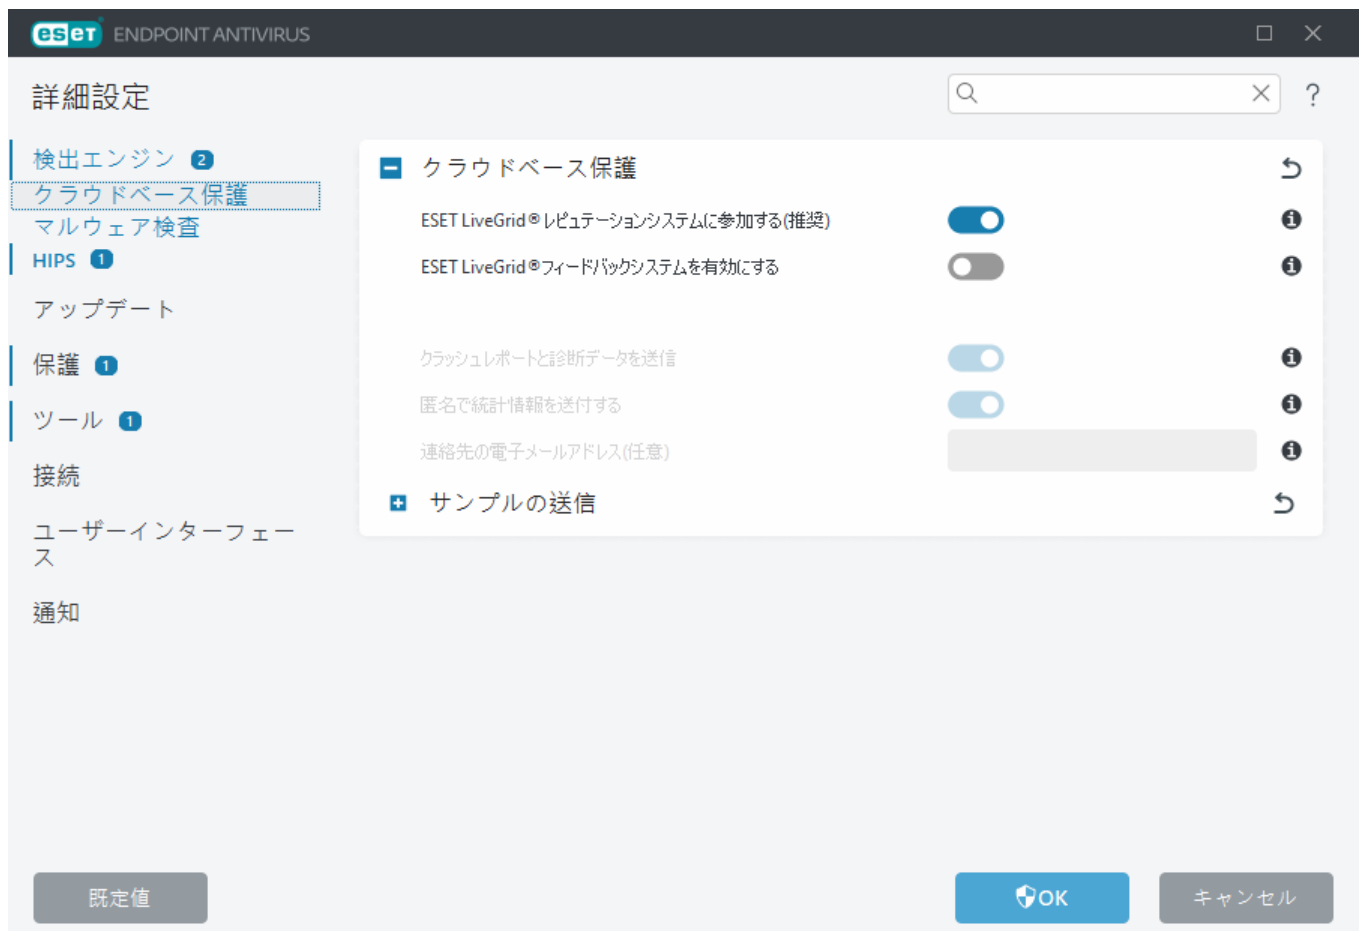 eset ENDPOINT ANTIVIRUS
詳細設定
?
検出エンジン 2
クラウドベース保護
マルウェア検査
HIPS 1
アップデート
保護 1
ツール 1
接続
ユーザーインターフェー
ス
通知
クラウドベース保護
ESET LiveGrid®レピュテーションシステムに参加する(推奨)
ESET LiveGrid®フィードバックシステムを有効にする
クラッシュレポートと診断データを送信
匿名で統計情報を送付する
連絡先の電子メールアドレス(任意)
サンプルの送信
既定値
OK
キャンセル